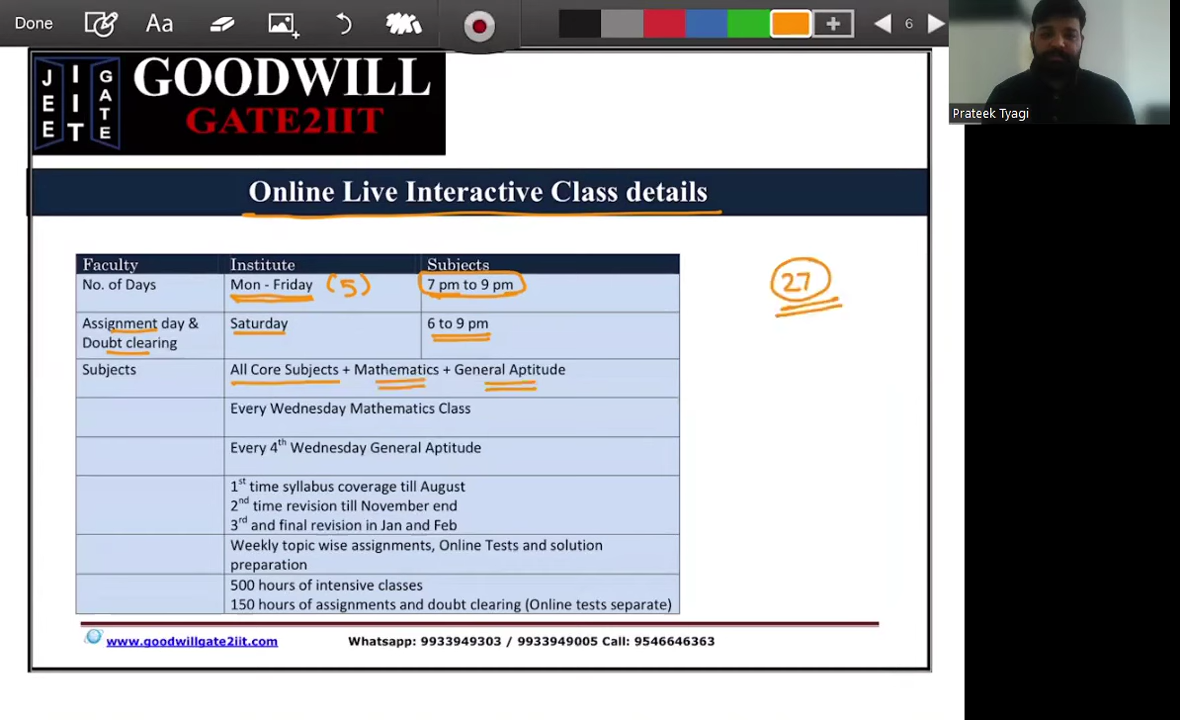 Done
Aa
6
Prateek Tyagi
JEE
IIT
GATE
GOODWILL
GATE2IIT
Online Live Interactive Class details
Faculty Institute Subjects
No. of Days Mon - Friday (5) 7 pm to 9 pm
27
Assignment day & Saturday 6 to 9 pm
Doubt clearing
Subjects All Core Subjects + Mathematics + General Aptitude
Every Wednesday Mathematics Class
Every 4th Wednesday General Aptitude
1st time syllabus coverage till August
2nd time revision till November end
3rd and final revision in Jan and Feb
Weekly topic wise assignments, Online Tests and solution
preparation
500 hours of intensive classes
150 hours of assignments and doubt clearing (Online tests separate)
www.goodwillgate2iit.com Whatsapp: 9933949303 / 9933949005 Call: 9546646363